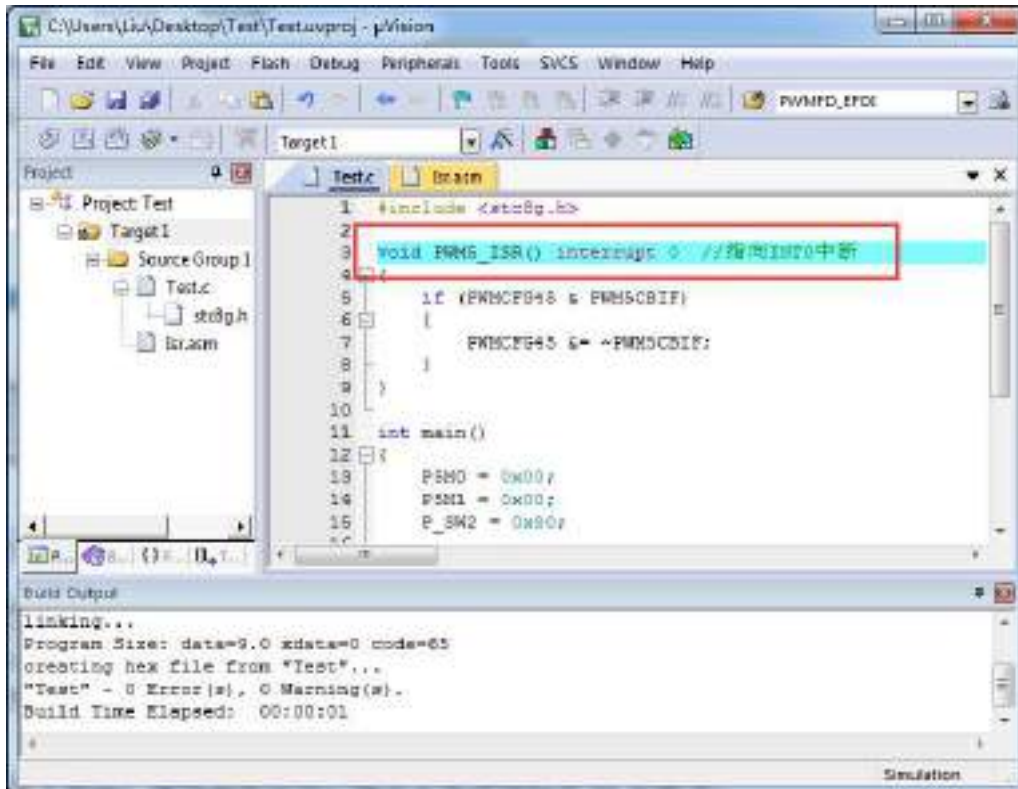 C:\Users\Liu\Desktop\Test\Test.uvproj - µVision
File Edit View Project Flash Debug Peripherals Tools SVCS Window Help
PWMFD_EFDI
Target 1
Project
Test.c isr.asm
Project: Test
Target 1
Source Group 1
Test.c
stc8g.h
isr.asm
1 #include <stc8g.h>
2
3 void PWM5_ISR() interrupt 0 //指向INT0中断
4 {
5 if (PWMCFG45 & PWM5CBIF)
6 {
7 PWMCFG45 &= ~PWM5CBIF;
8 }
9 }
10
11 int main()
12 {
13 P5M0 = 0x00;
14 P5M1 = 0x00;
15 P_SW2 = 0x80;
Build Output
linking...
Program Size: data=9.0 xdata=0 code=65
creating hex file from "Test"...
"Test" - 0 Error(s), 0 Warning(s).
Build Time Elapsed: 00:00:01
Simulation